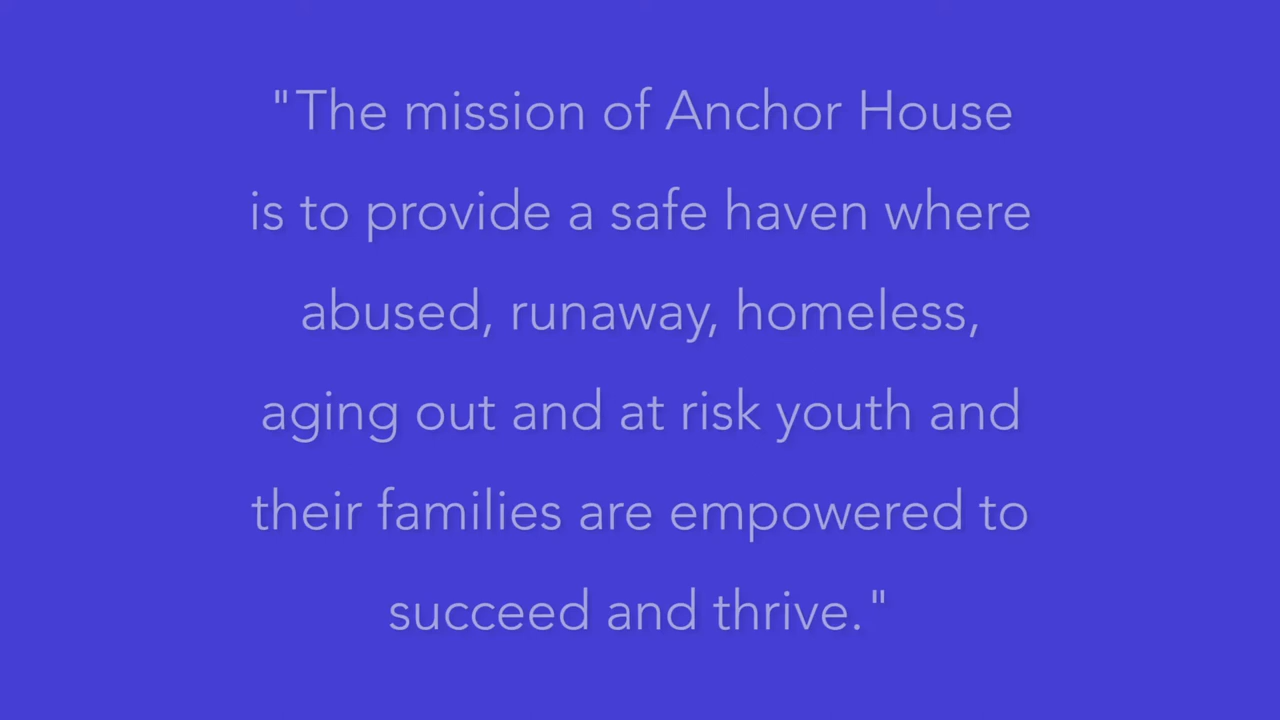 "The mission of Anchor House
is to provide a safe haven where
abused, runaway, homeless,
aging out and at risk youth and
their families are empowered to
succeed and thrive."